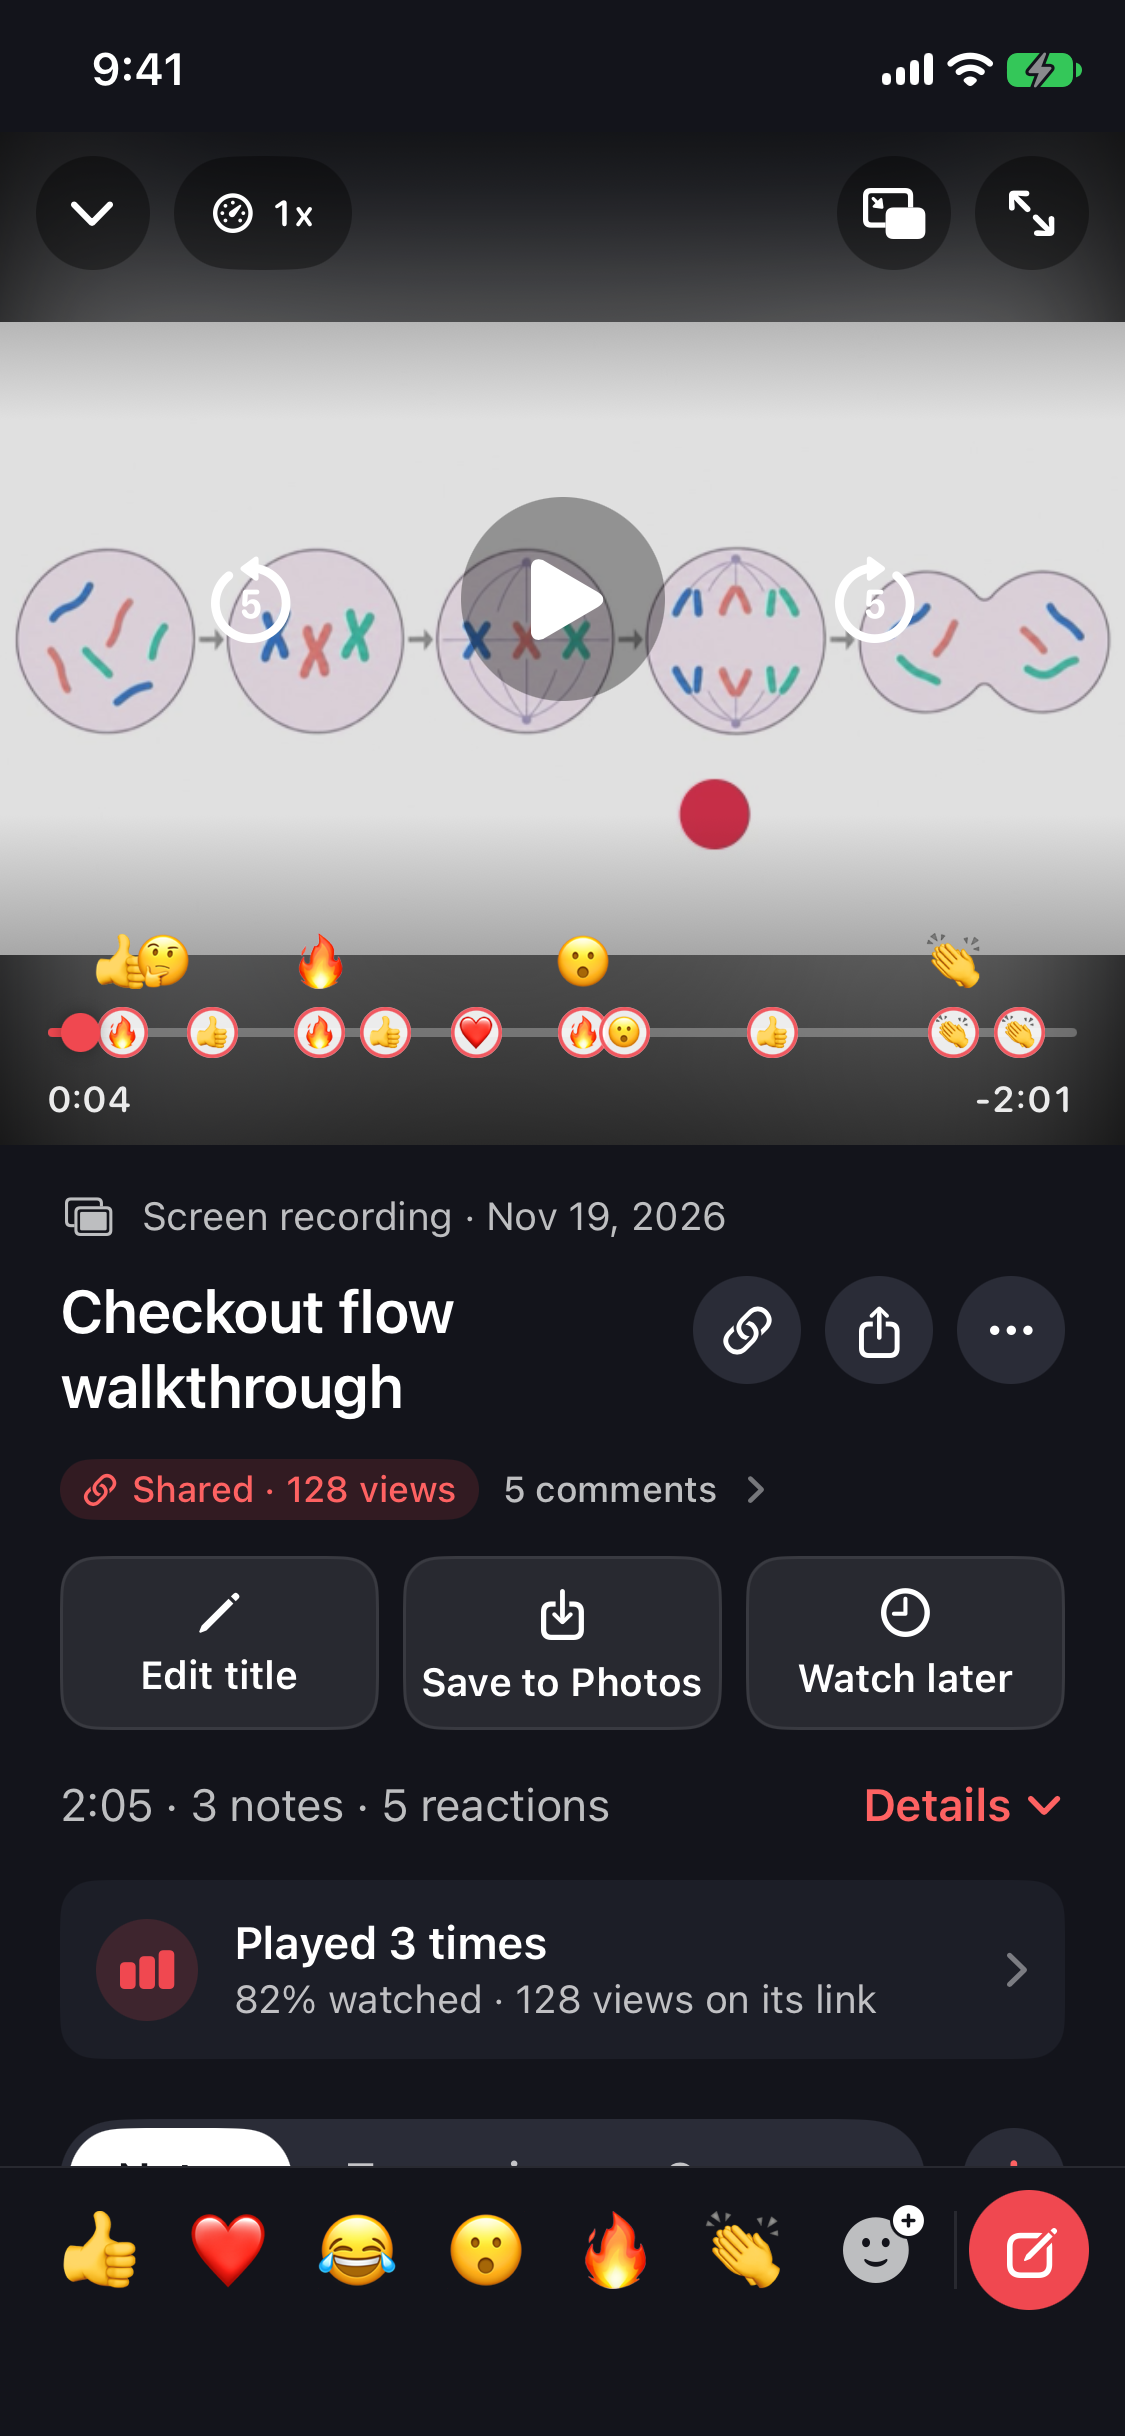 9:41
1x
5
5
0:04
-2:01
Screen recording · Nov 19, 2026
Checkout flow
walkthrough
Shared · 128 views
5 comments
Edit title
Save to Photos
Watch later
2:05 · 3 notes · 5 reactions
Details
Played 3 times
82% watched · 128 views on its link